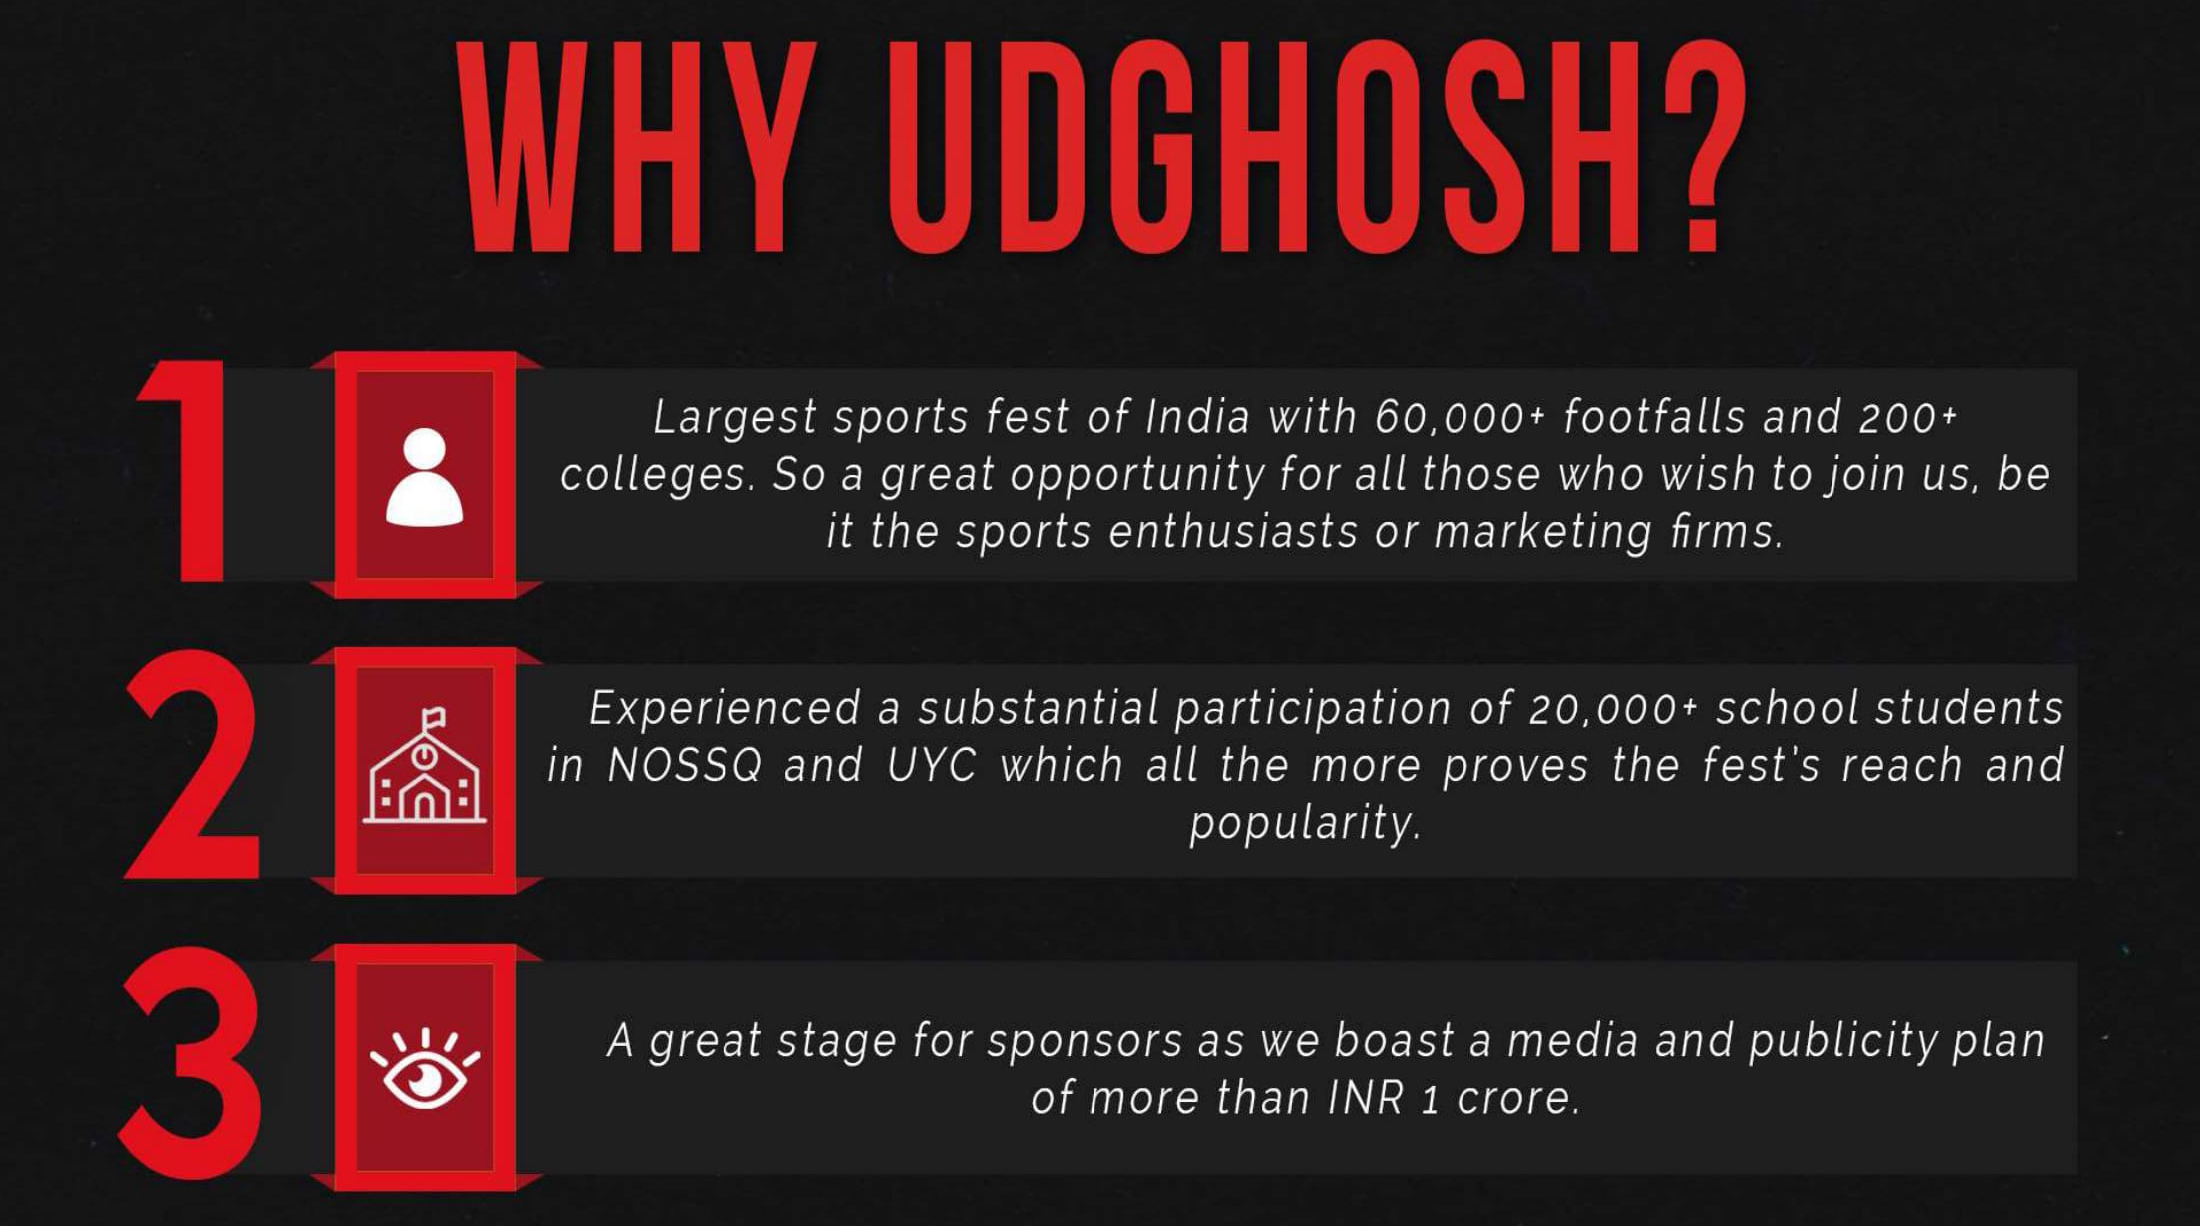 WHY UDGHOSH?
1
Largest sports fest of India with 60,000+ footfalls and 200+
colleges. So a great opportunity for all those who wish to join us, be
it the sports enthusiasts or marketing firms.
2
Experienced a substantial participation of 20,000+ school students
in NOSSQ and UYC which all the more proves the fest's reach and
popularity.
3
A great stage for sponsors as we boast a media and publicity plan
of more than INR 1 crore.